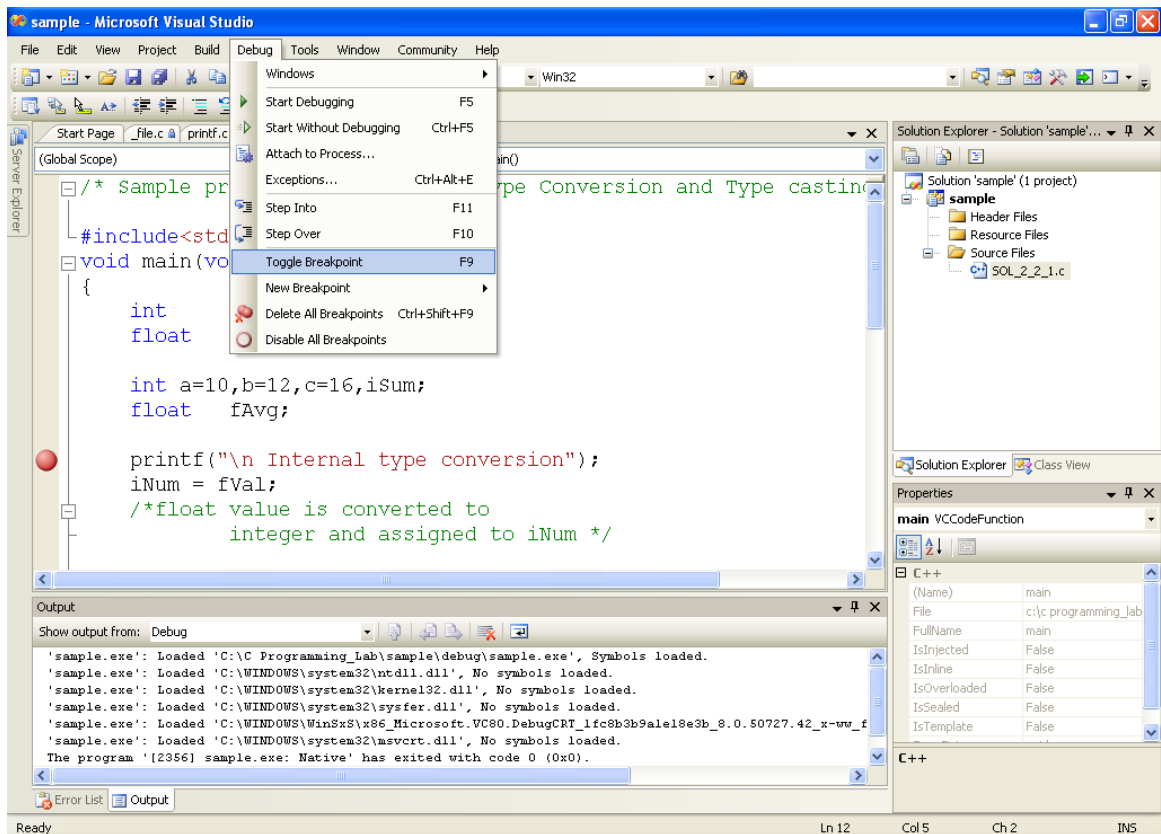 sample - Microsoft Visual Studio
File Edit View Project Build Debug Tools Window Community Help
Win32
Windows
Start Debugging F5
Start Without Debugging Ctrl+F5
Attach to Process...
Exceptions... Ctrl+Alt+E
Step Into F11
Step Over F10
Toggle Breakpoint F9
New Breakpoint
Delete All Breakpoints Ctrl+Shift+F9
Disable All Breakpoints
Server Explorer
Start Page _file.c printf.c
(Global Scope) ain()
/* Sample pr ype Conversion and Type casting
#include<std
void main(vo
{
int
float
int a=10,b=12,c=16,iSum;
float fAvg;
printf("\n Internal type conversion");
iNum = fVal;
/*float value is converted to
integer and assigned to iNum */
Solution Explorer - Solution 'sample'...
Solution 'sample' (1 project)
sample
Header Files
Resource Files
Source Files
SOL_2_2_1.c
Solution Explorer Class View
Properties
main VCCodeFunction
C++
(Name) main
File c:\c programming_lab
FullName main
IsInjected False
IsInline False
IsOverloaded False
IsSealed False
IsTemplate False
C++
Output
Show output from: Debug
'sample.exe': Loaded 'C:\C Programming_Lab\sample\debug\sample.exe', Symbols loaded.
'sample.exe': Loaded 'C:\WINDOWS\system32\ntdll.dll', No symbols loaded.
'sample.exe': Loaded 'C:\WINDOWS\system32\kernel32.dll', No symbols loaded.
'sample.exe': Loaded 'C:\WINDOWS\system32\sysfer.dll', No symbols loaded.
'sample.exe': Loaded 'C:\WINDOWS\WinSxS\x86_Microsoft.VC80.DebugCRT_1fc8b3b9a1e18e3b_8.0.50727.42_x-ww_f
'sample.exe': Loaded 'C:\WINDOWS\system32\msvcrt.dll', No symbols loaded.
The program '[2356] sample.exe: Native' has exited with code 0 (0x0).
Error List Output
Ready Ln 12 Col 5 Ch 2 INS